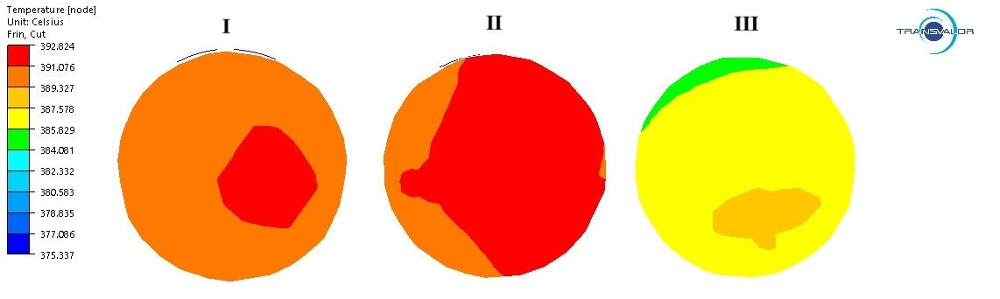 Temperature [node]
Unit: Celsius
Frin, Cut
I
II
III
TRANSVALOR
392.824
391.076
389.327
387.578
385.829
384.081
382.332
380.583
378.835
377.086
375.337